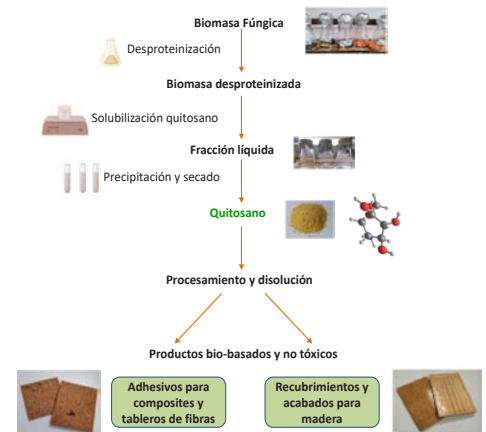 Biomasa Fúngica
Desproteinización
Biomasa desproteinizada
Solubilización quitosano
Fracción líquida
Precipitación y secado
Quitosano
Procesamiento y disolución
Productos bio-basados y no tóxicos
Adhesivos para
composites y
tableros de fibras
Recubrimientos y
acabados para
madera